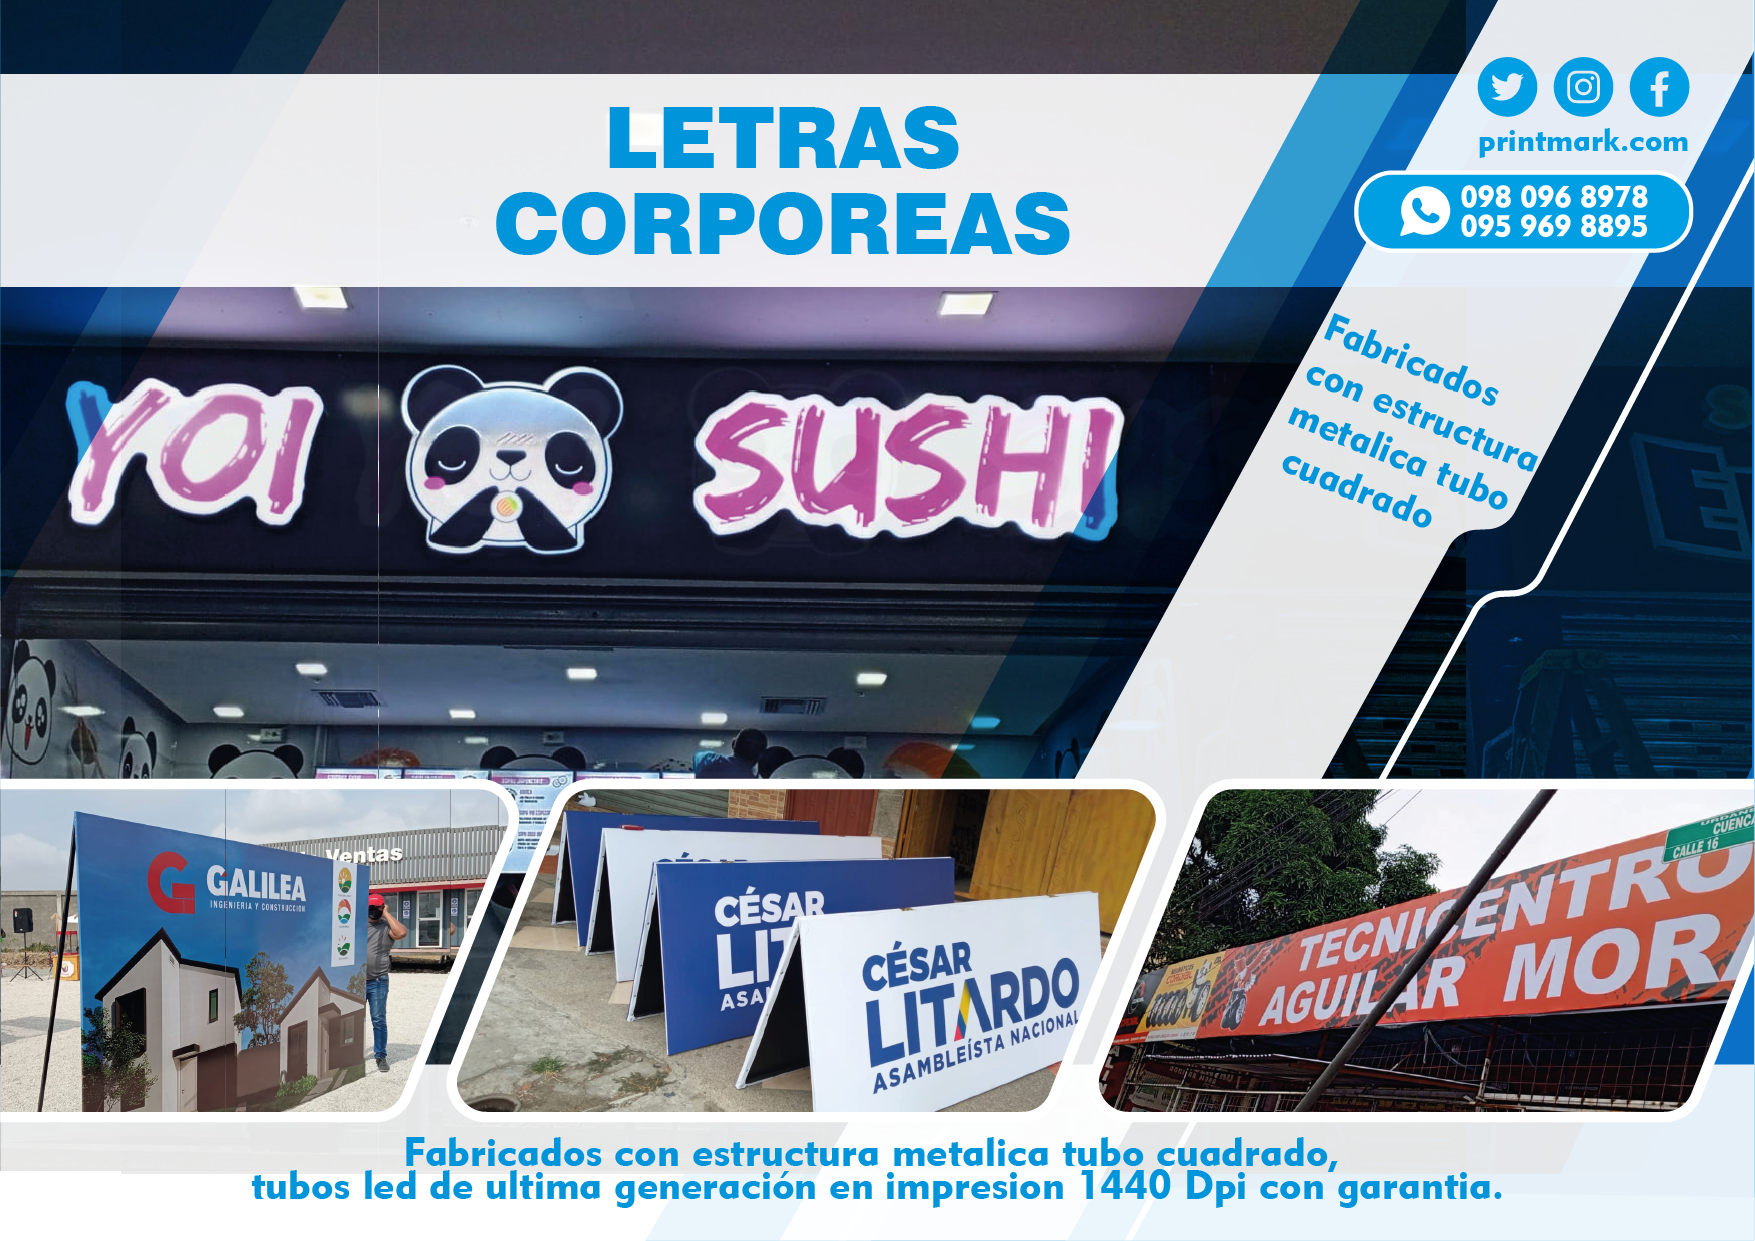 LETRAS
CORPOREAS
printmark.com
098 096 8978
095 969 8895
Fabricados
con estructura
metalica tubo
cuadrado
YOI SUSHI
Ventas
GALILEA
INGENIERIA Y CONSTRUCCION
CÉSAR
CÉSAR
LIT
ASAM
CÉSAR
LITARDO
ASAMBLEÍSTA NACIONAL
CUENCA
CALLE 16
TECNICENTRO
AGUILAR MORA
Fabricados con estructura metalica tubo cuadrado,
tubos led de ultima generación en impresion 1440 Dpi con garantia.